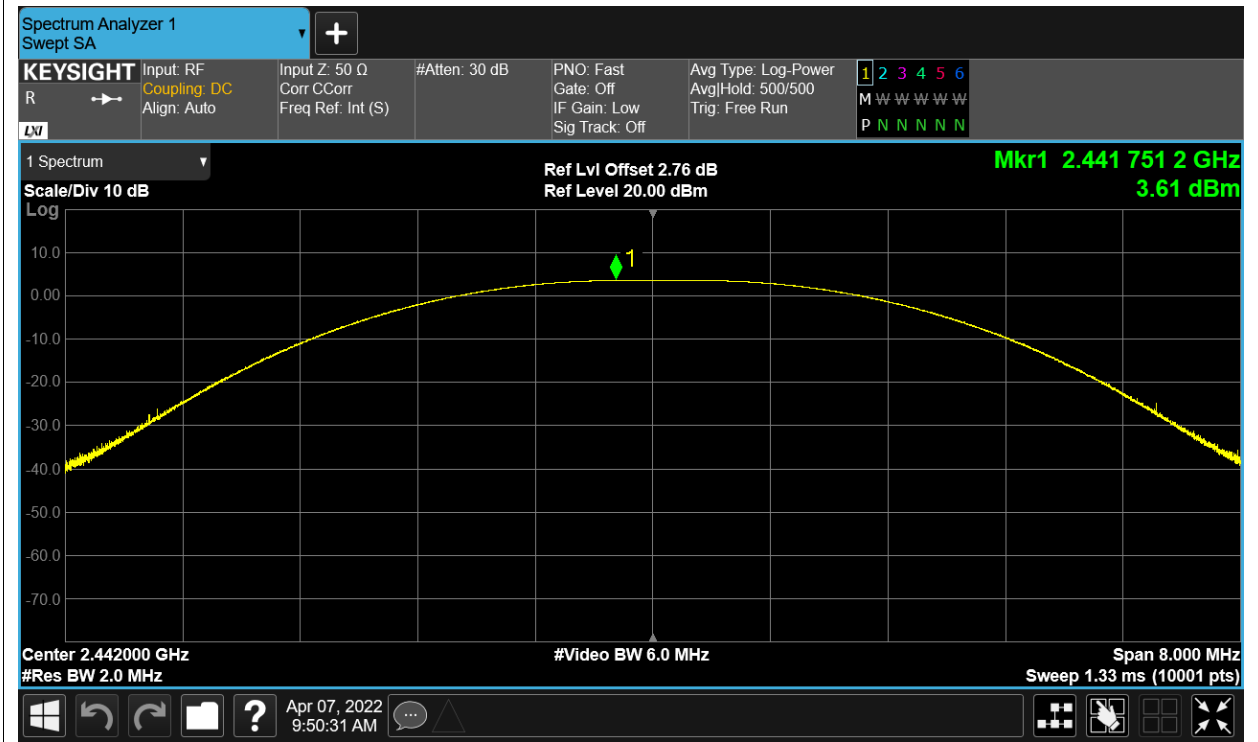 Spectrum Analyzer 1
Swept SA
KEYSIGHT
R
LXI
Input: RF
Coupling: DC
Align: Auto
Input Z: 50 Ω
Corr CCorr
Freq Ref: Int (S)
#Atten: 30 dB
PNO: Fast
Gate: Off
IF Gain: Low
Sig Track: Off
Avg Type: Log-Power
Avg|Hold: 500/500
Trig: Free Run
1 2 3 4 5 6
M W W W W W
P N N N N N
1 Spectrum
Scale/Div 10 dB
Log
Ref Lvl Offset 2.76 dB
Ref Level 20.00 dBm
Mkr1 2.441 751 2 GHz
3.61 dBm
1
10.0
0.00
-10.0
-20.0
-30.0
-40.0
-50.0
-60.0
-70.0
Center 2.442000 GHz
#Res BW 2.0 MHz
#Video BW 6.0 MHz
Span 8.000 MHz
Sweep 1.33 ms (10001 pts)
?
Apr 07, 2022
9:50:31 AM